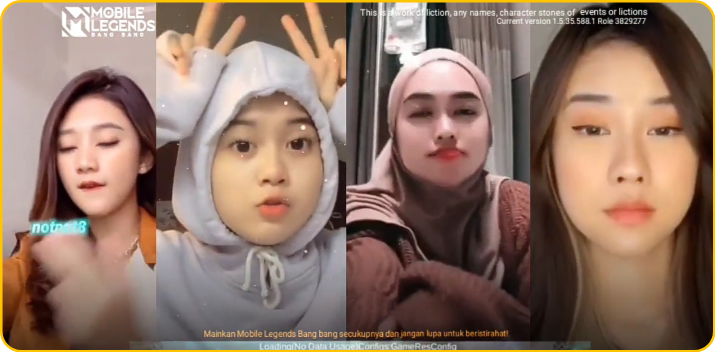 MOBILE
LEGENDS
BANG BANG
This is a work of fiction, any names, character stones of events or lictions
Current version 1.5.35.588.1 Role 3829277
Mainkan Mobile Legends Bang bang secukupnya dan jangan lupa untuk beristirahat!
Loading(No Data Usage)Configs:GameResConfig